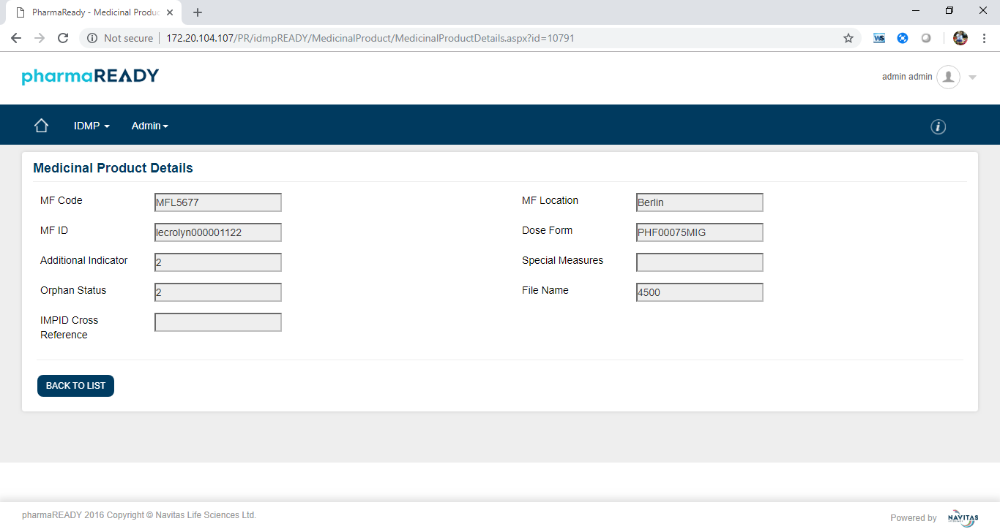 PharmaReady - Medicinal Produc
Not secure 172.20.104.107/PR/idmpREADY/MedicinalProduct/MedicinalProductDetails.aspx?id=10791
WS
pharmaREADY
admin admin
IDMP Admin i
Medicinal Product Details
MF Code MFL5677 MF Location Berlin
MF ID lecrolyn000001122 Dose Form PHF00075MIG
Additional Indicator 2 Special Measures
Orphan Status 2 File Name 4500
IMPID Cross
Reference
BACK TO LIST
pharmaREADY 2016 Copyright © Navitas Life Sciences Ltd.
Powered by NAVITAS